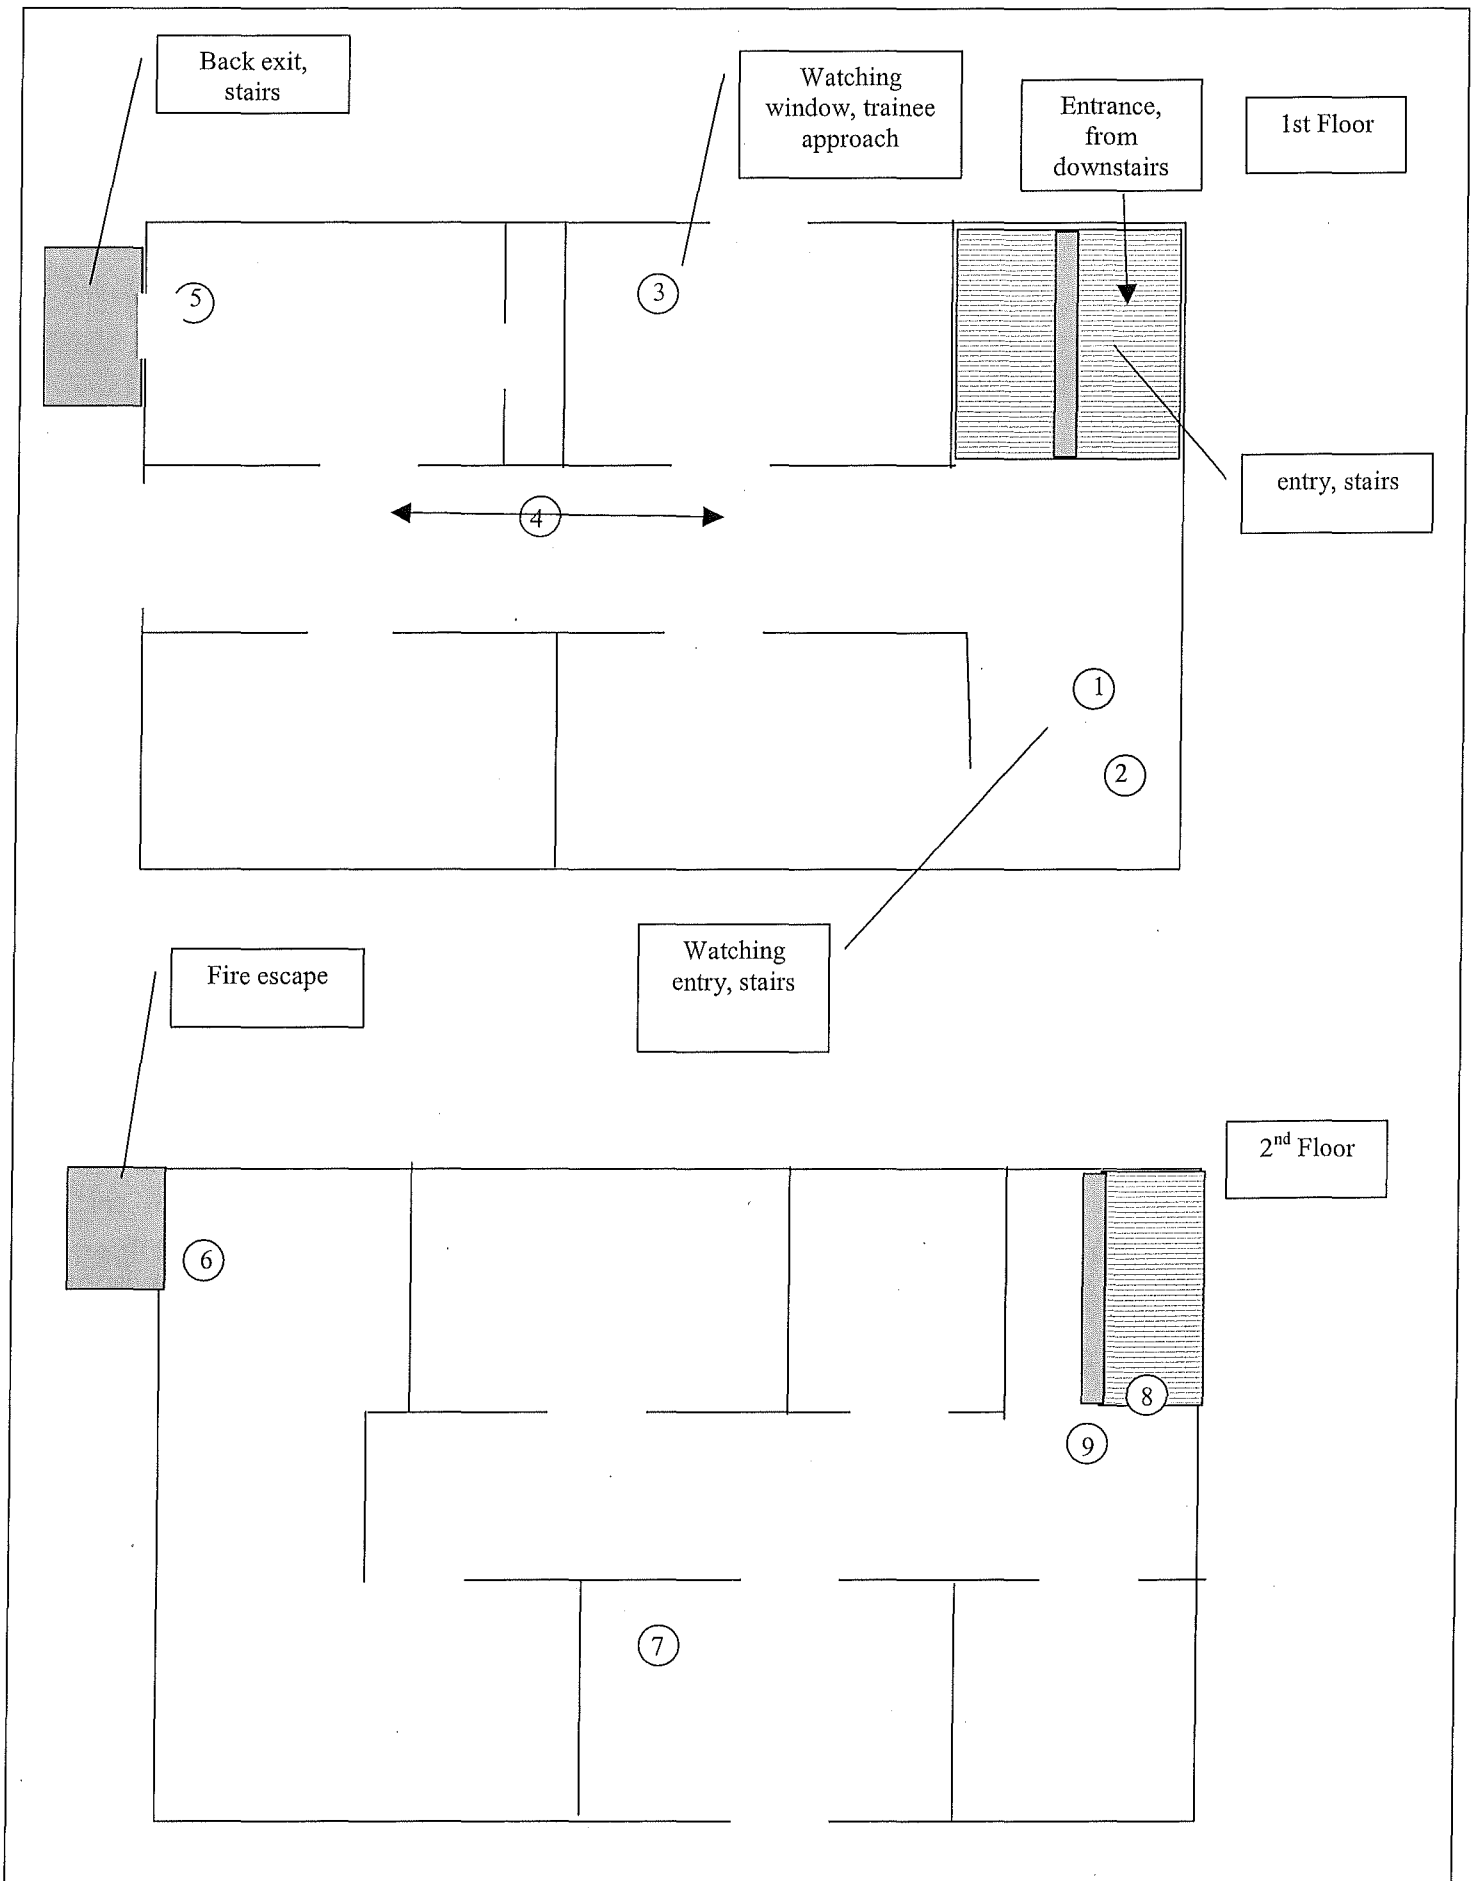 Back exit,
stairs
Watching
window, trainee
approach
Entrance,
from
downstairs
1st Floor
5
3
entry, stairs
4
1
2
Watching
entry, stairs
Fire escape
2nd Floor
6
8
9
7